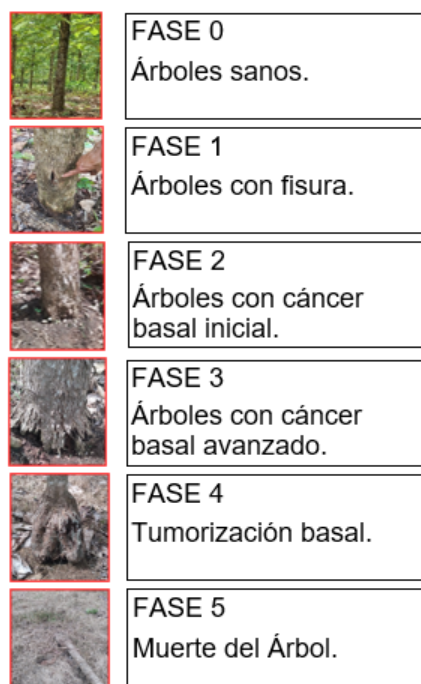 FASE 0
Árboles sanos.
FASE 1
Árboles con fisura.
FASE 2
Árboles con cáncer
basal inicial.
FASE 3
Árboles con cáncer
basal avanzado.
FASE 4
Tumorización basal.
FASE 5
Muerte del Árbol.